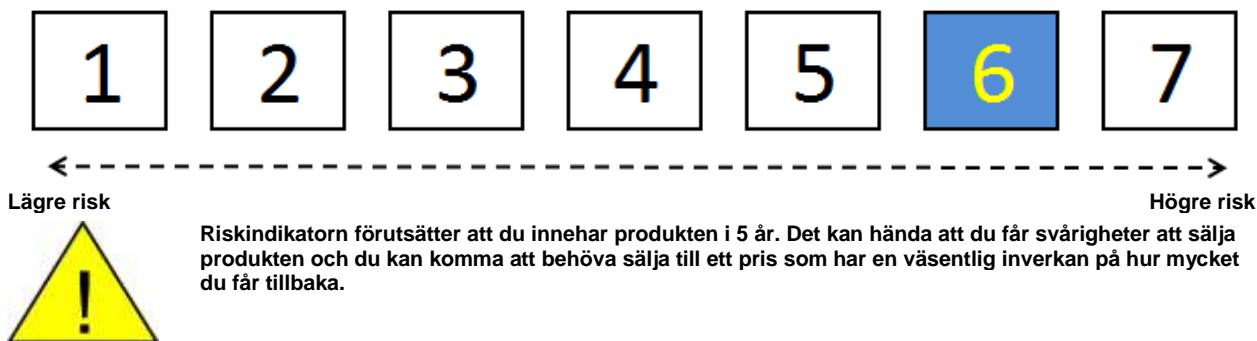 1 2 3 4 5 6 7
Lägre risk Högre risk
!
Riskindikatorn förutsätter att du innehar produkten i 5 år. Det kan hända att du får svårigheter att sälja
produkten och du kan komma att behöva sälja till ett pris som har en väsentlig inverkan på hur mycket
du får tillbaka.